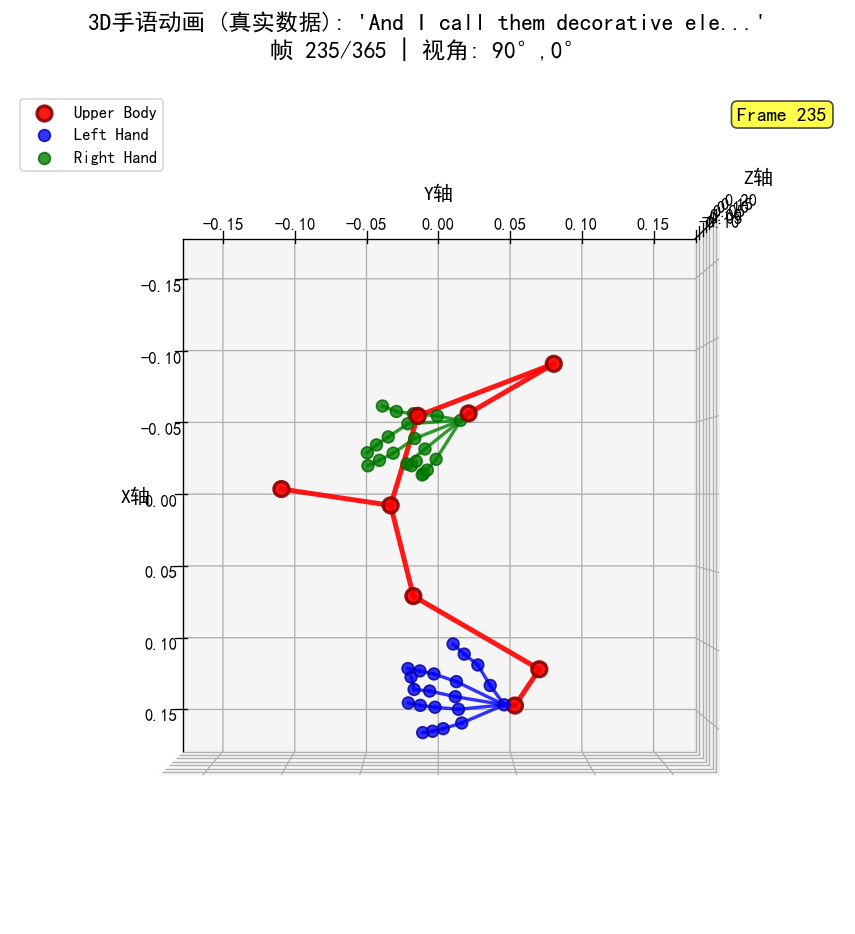 3D手语动画 (真实数据): 'And I call them decorative ele...'
帧 235/365 | 视角: 90°,0°
Upper Body
Left Hand
Right Hand
Frame 235
Z轴
Y轴
-0.15 -0.10 -0.05 0.00 0.05 0.10 0.15
-0.15
-0.10
-0.05
X轴
0.00
0.05
0.10
0.15